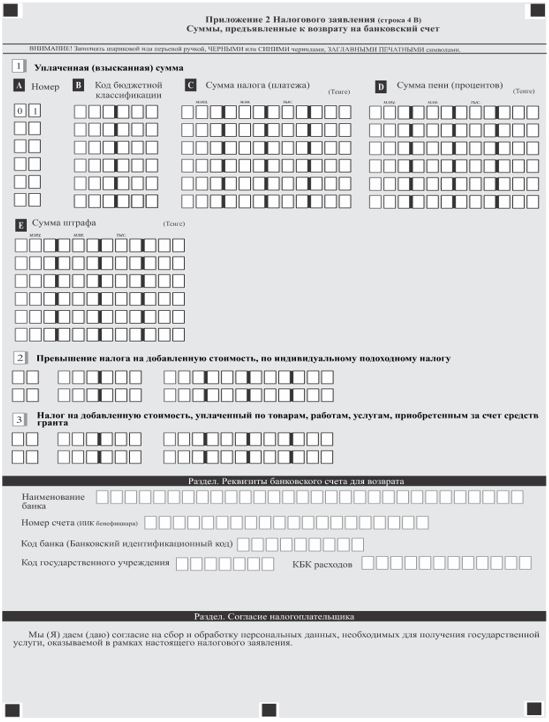 Приложение 2 Налогового заявления (строка 4 В)
Суммы, предъявленные к возврату на банковский счет
ВНИМАНИЕ! Заполнять шариковой или перьевой ручкой, ЧЕРНЫМИ или СИНИМИ чернилами, ЗАГЛАВНЫМИ ПЕЧАТНЫМИ символами.
1 Уплаченная (взысканная) сумма
A Номер
B Код бюджетной
классификации
C Сумма налога (платежа)
(Тенге)
D Сумма пени (процентов)
(Тенге)
млрд. млн. тыс. млрд. млн. тыс.
0 1
E Сумма штрафа (Тенге)
млрд. млн. тыс.
2 Превышение налога на добавленную стоимость, по индивидуальному подоходному налогу
3 Налог на добавленную стоимость, уплаченный по товарам, работам, услугам, приобретенным за счет средств
гранта
Раздел. Реквизиты банковского счета для возврата
Наименование
банка
Номер счета (ИИК бенефициара)
Код банка (Банковский идентификационный код)
Код государственного учреждения КБК расходов
Раздел. Согласие налогоплательщика
Мы (Я) даем (даю) согласие на сбор и обработку персональных данных, необходимых для получения государственной
услуги, оказываемой в рамках настоящего налогового заявления.